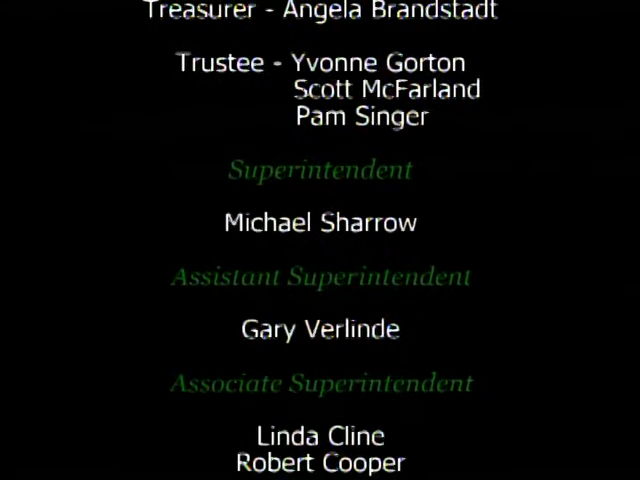 Treasurer - Angela Brandstadt
Trustee - Yvonne Gorton
Scott McFarland
Pam Singer
Superintendent
Michael Sharrow
Assistant Superintendent
Gary Verlinde
Associate Superintendent
Linda Cline
Robert Cooper